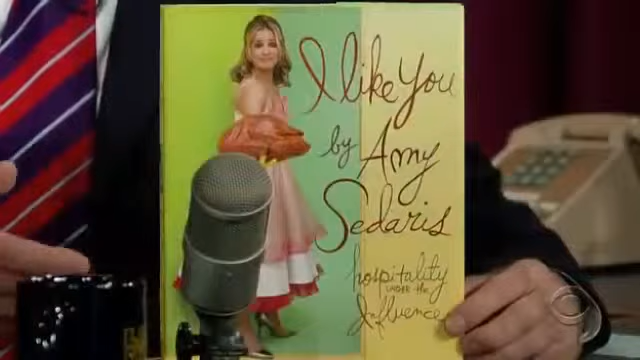 I like You
by Amy
Sedaris
hospitality
UNDER the
Influence